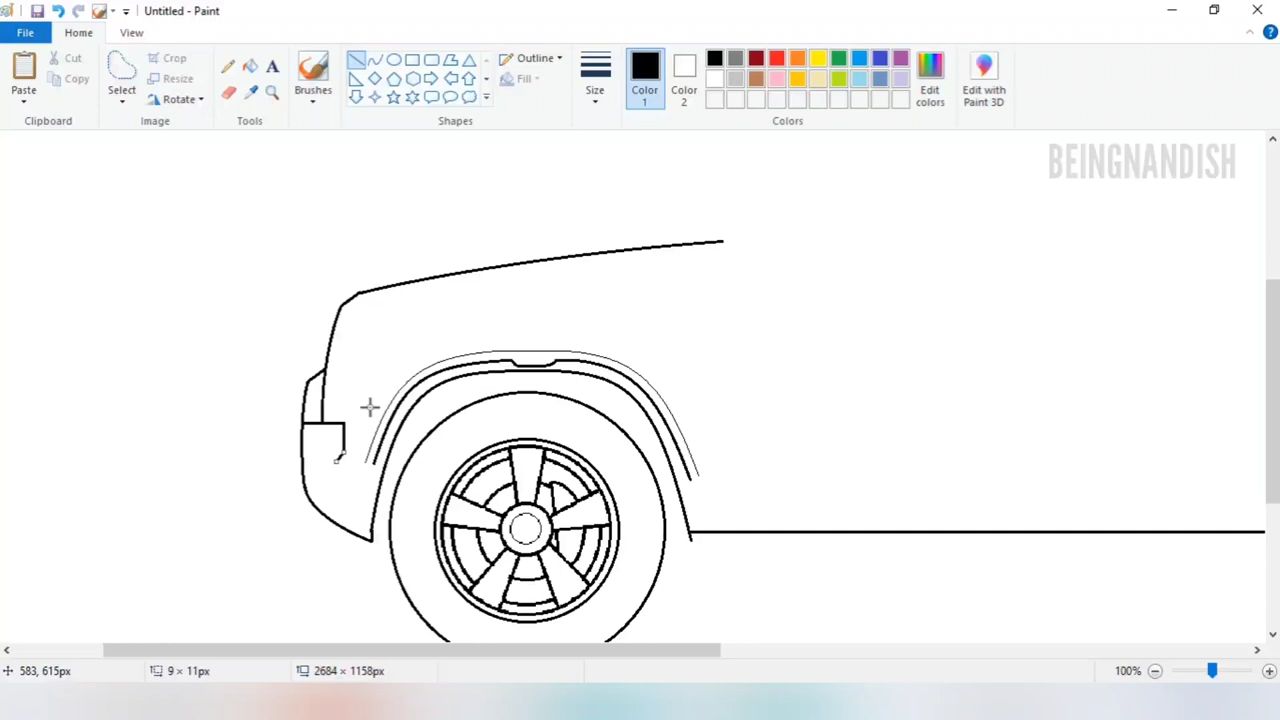 Untitled - Paint
File
Home
View
Paste
Cut
Copy
Clipboard
Select
Crop
Resize
Rotate
Image
A
Tools
Brushes
Outline
Fill
Shapes
Size
Color 1
Color 2
Edit colors
Colors
Edit with Paint 3D
BEINGNANDISH
583, 615px
9 × 11px
2684 × 1158px
100%